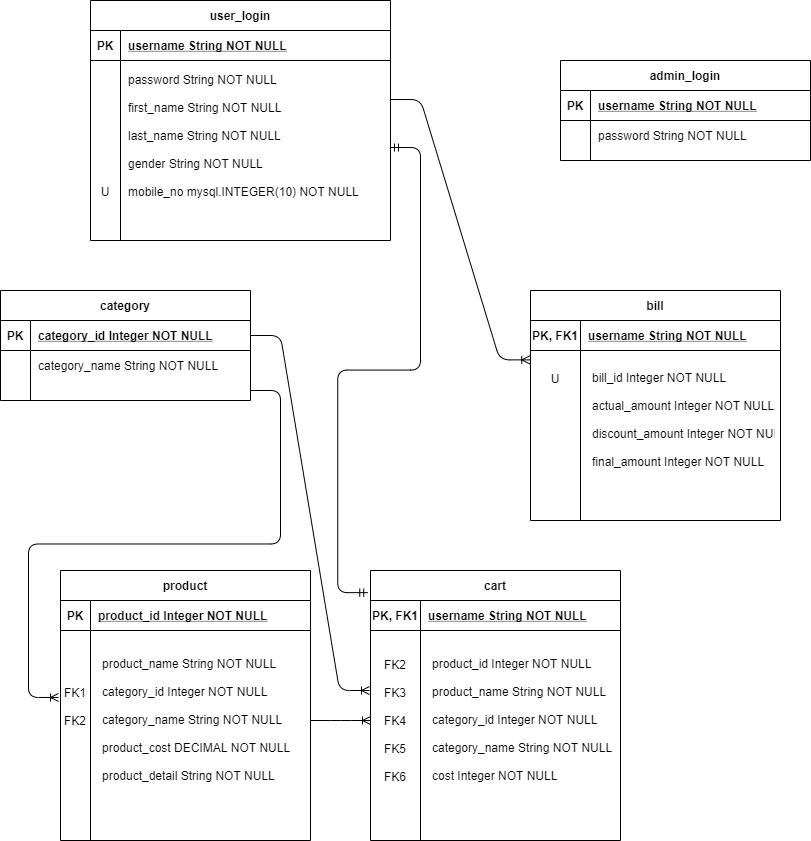 user_login
PK username String NOT NULL
password String NOT NULL
first_name String NOT NULL
last_name String NOT NULL
gender String NOT NULL
U mobile_no mysql.INTEGER(10) NOT NULL
admin_login
PK username String NOT NULL
password String NOT NULL
category
PK category_id Integer NOT NULL
category_name String NOT NULL
bill
PK, FK1 username String NOT NULL
U bill_id Integer NOT NULL
actual_amount Integer NOT NULL
discount_amount Integer NOT NU
final_amount Integer NOT NULL
product
PK product_id Integer NOT NULL
product_name String NOT NULL
FK1 category_id Integer NOT NULL
FK2 category_name String NOT NULL
product_cost DECIMAL NOT NULL
product_detail String NOT NULL
cart
PK, FK1 username String NOT NULL
FK2 product_id Integer NOT NULL
FK3 product_name String NOT NULL
FK4 category_id Integer NOT NULL
FK5 category_name String NOT NULL
FK6 cost Integer NOT NULL